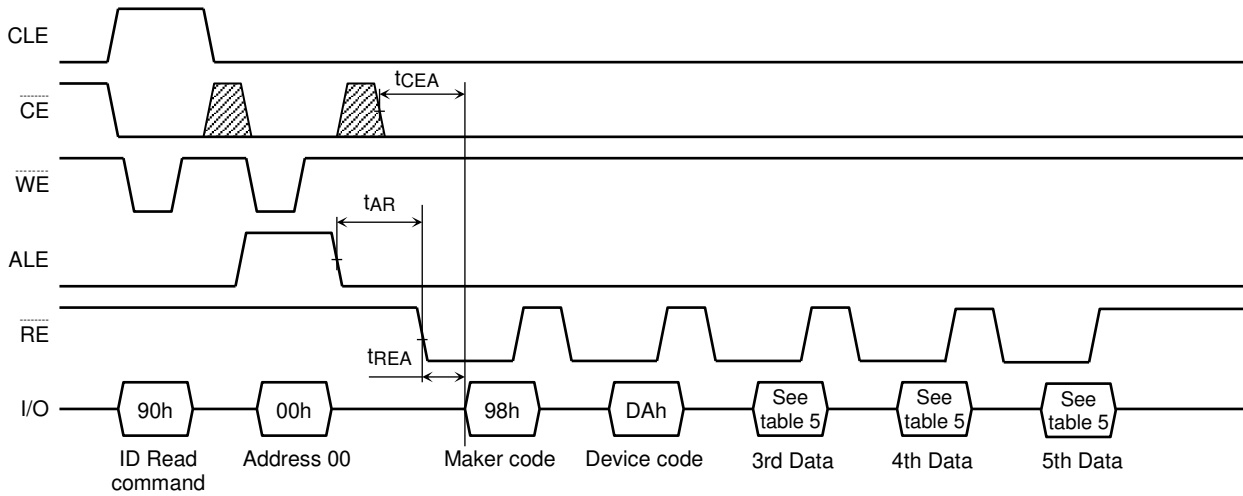 CLE
tCEA
CE
WE
tAR
ALE
RE
tREA
I/O
90h
00h
98h
DAh
See
table 5
See
table 5
See
table 5
ID Read
command
Address 00
Maker code
Device code
3rd Data
4th Data
5th Data